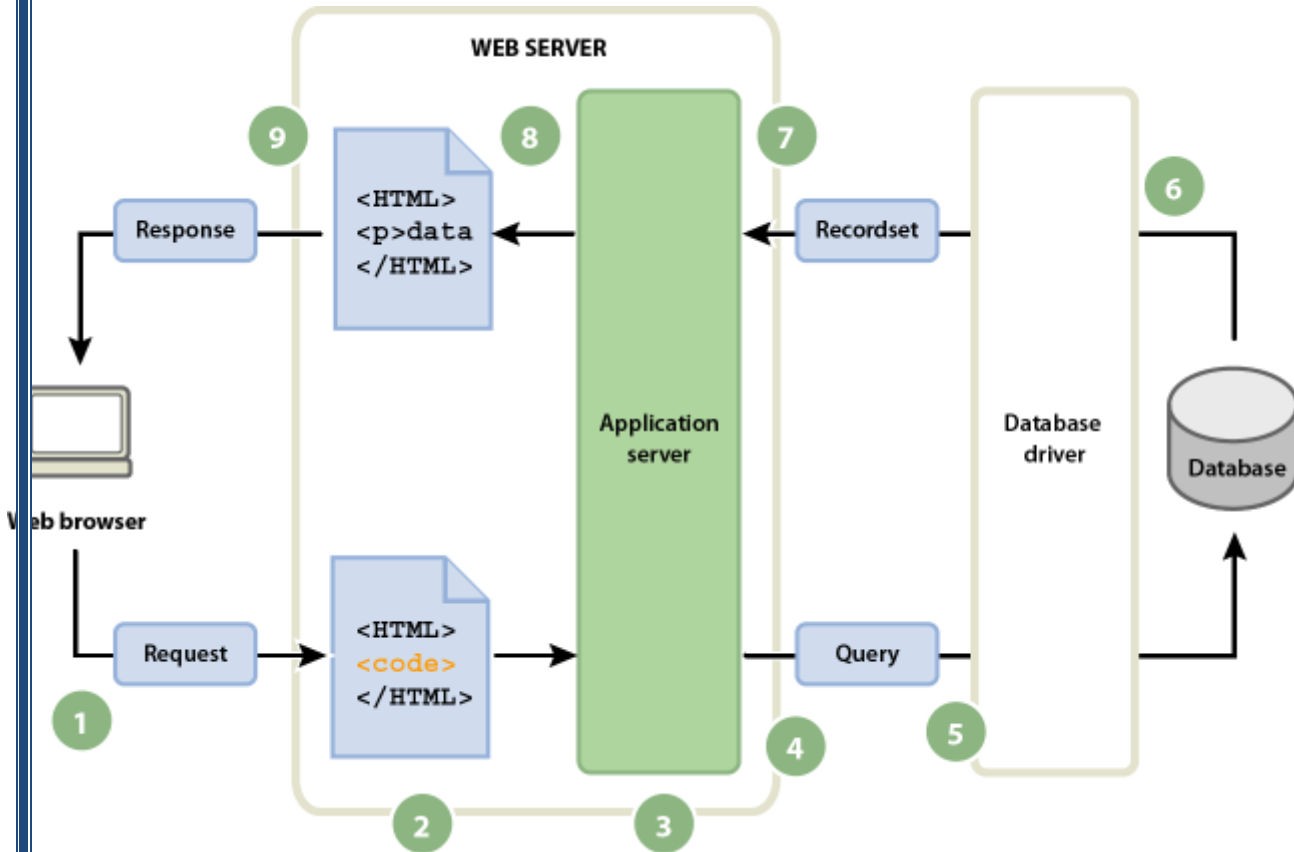 WEB SERVER
9
8
7
6
<HTML>
<p>data
</HTML>
Response
Recordset
Application
server
Database
driver
Database
Web browser
<HTML>
<code>
</HTML>
Request
Query
1
2
3
4
5